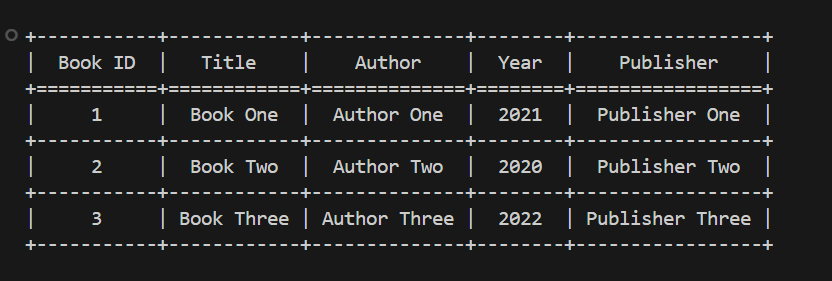 +-----------+------------+--------------+--------+-----------------+
|  Book ID  |   Title    |    Author    |  Year  |    Publisher    |
+===========+============+==============+========+=================+
|     1     |  Book One  |  Author One  |  2021  |  Publisher One  |
+-----------+------------+--------------+--------+-----------------+
|     2     |  Book Two  |  Author Two  |  2020  |  Publisher Two  |
+-----------+------------+--------------+--------+-----------------+
|     3     | Book Three | Author Three |  2022  | Publisher Three |
+-----------+------------+--------------+--------+-----------------+